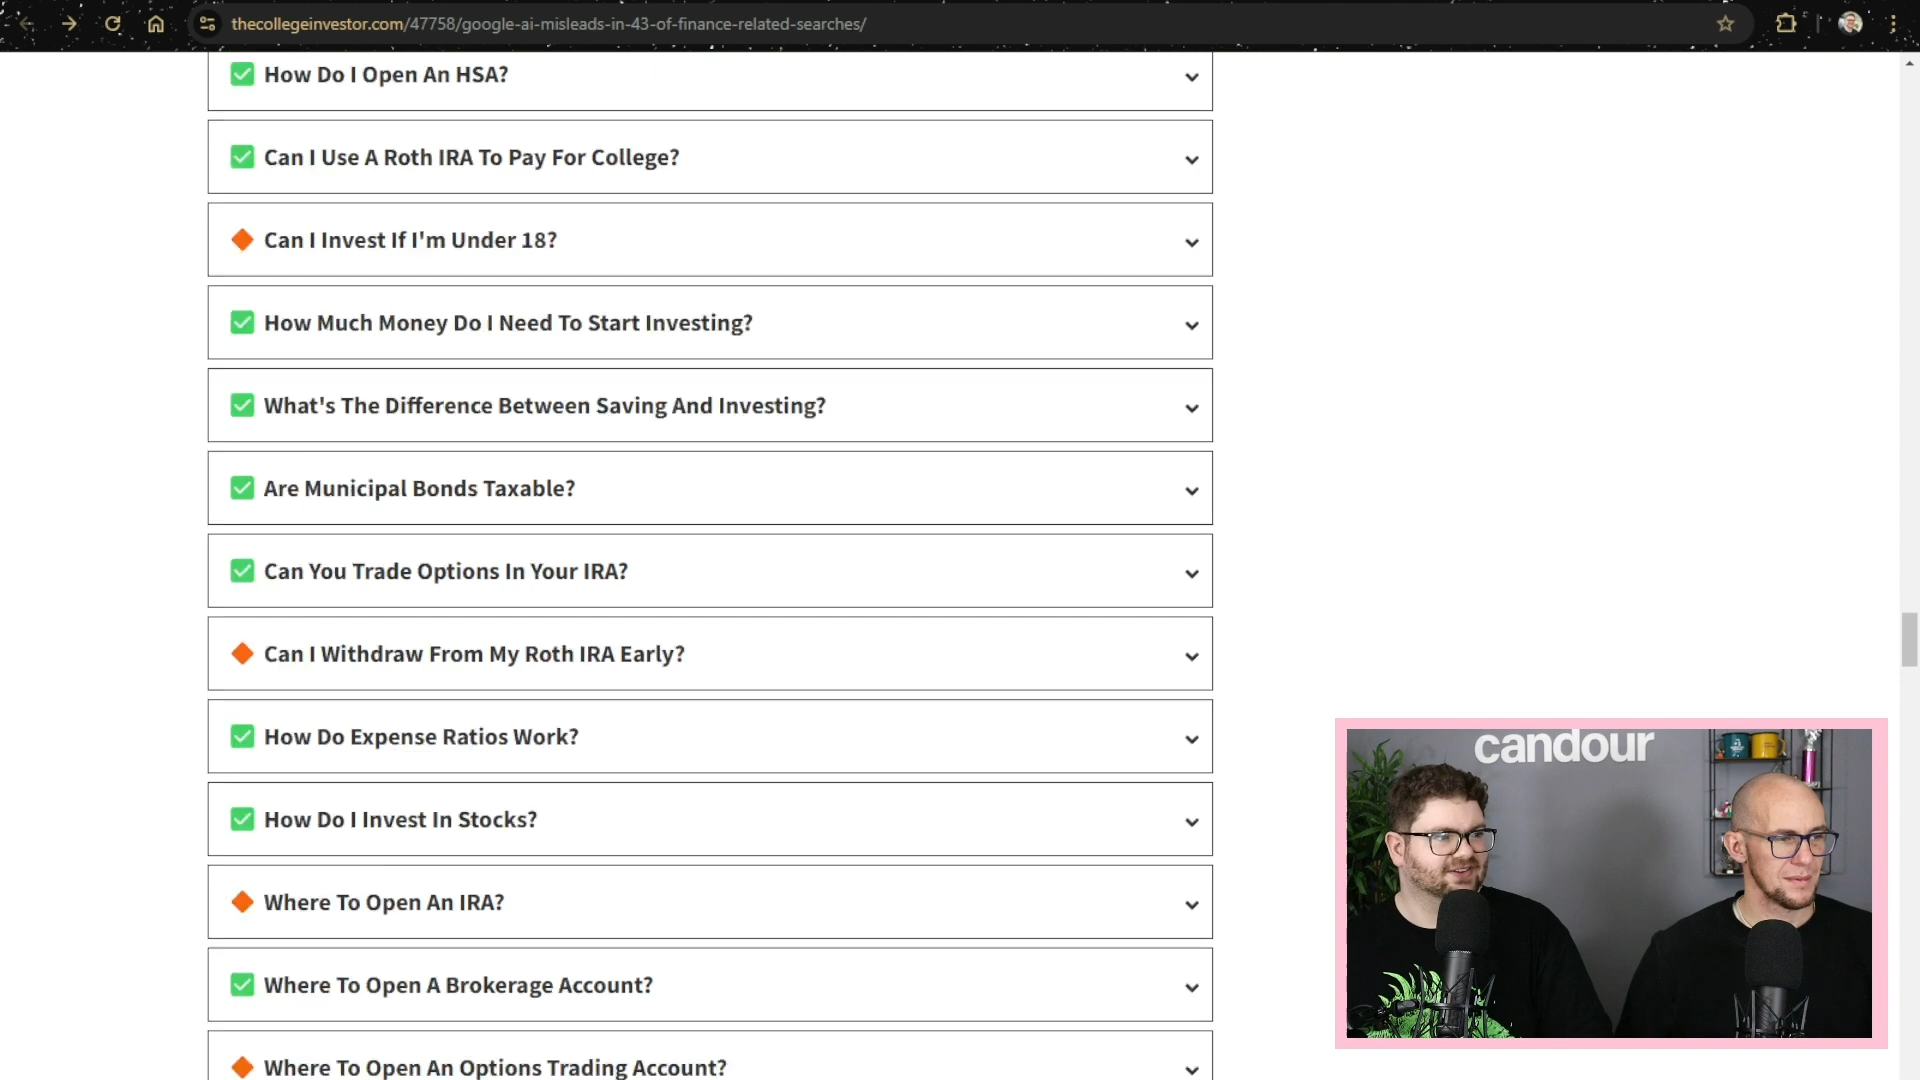 thecollegeinvestor.com/47758/google-ai-misleads-in-43-of-finance-related-searches/
How Do I Open An HSA?
Can I Use A Roth IRA To Pay For College?
Can I Invest If I'm Under 18?
How Much Money Do I Need To Start Investing?
What's The Difference Between Saving And Investing?
Are Municipal Bonds Taxable?
Can You Trade Options In Your IRA?
Can I Withdraw From My Roth IRA Early?
How Do Expense Ratios Work?
How Do I Invest In Stocks?
Where To Open An IRA?
Where To Open A Brokerage Account?
Where To Open An Options Trading Account?
candour